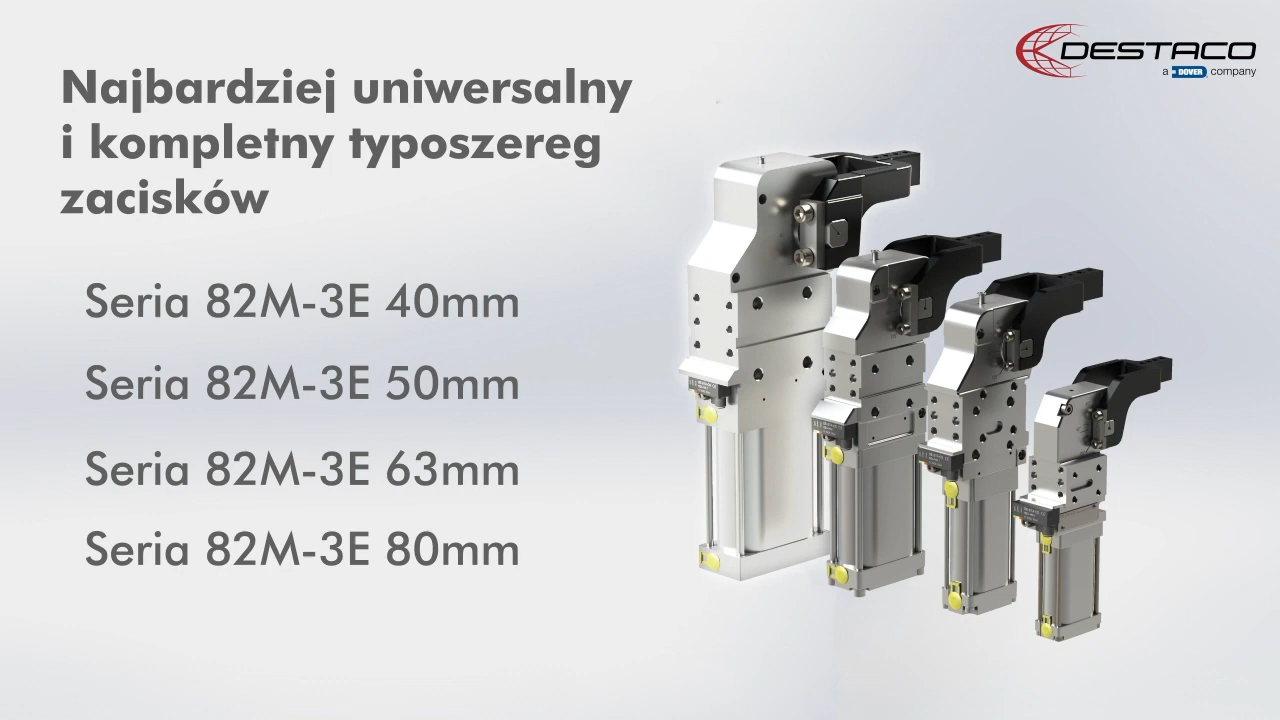 DESTACO
a DOVER company
Najbardziej uniwersalny
i kompletny typoszereg
zacisków
Seria 82M-3E 40mm
Seria 82M-3E 50mm
Seria 82M-3E 63mm
Seria 82M-3E 80mm